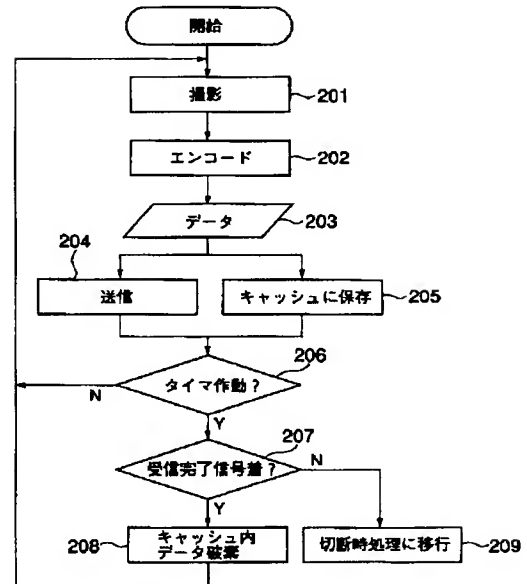 開始
撮影
201
エンコード
202
データ
203
204
送信
キャッシュに保存
205
206
タイマ作動？
N
Y
207
受信完了信号着？
N
Y
208
キャッシュ内
データ破棄
切断時処理に移行
209